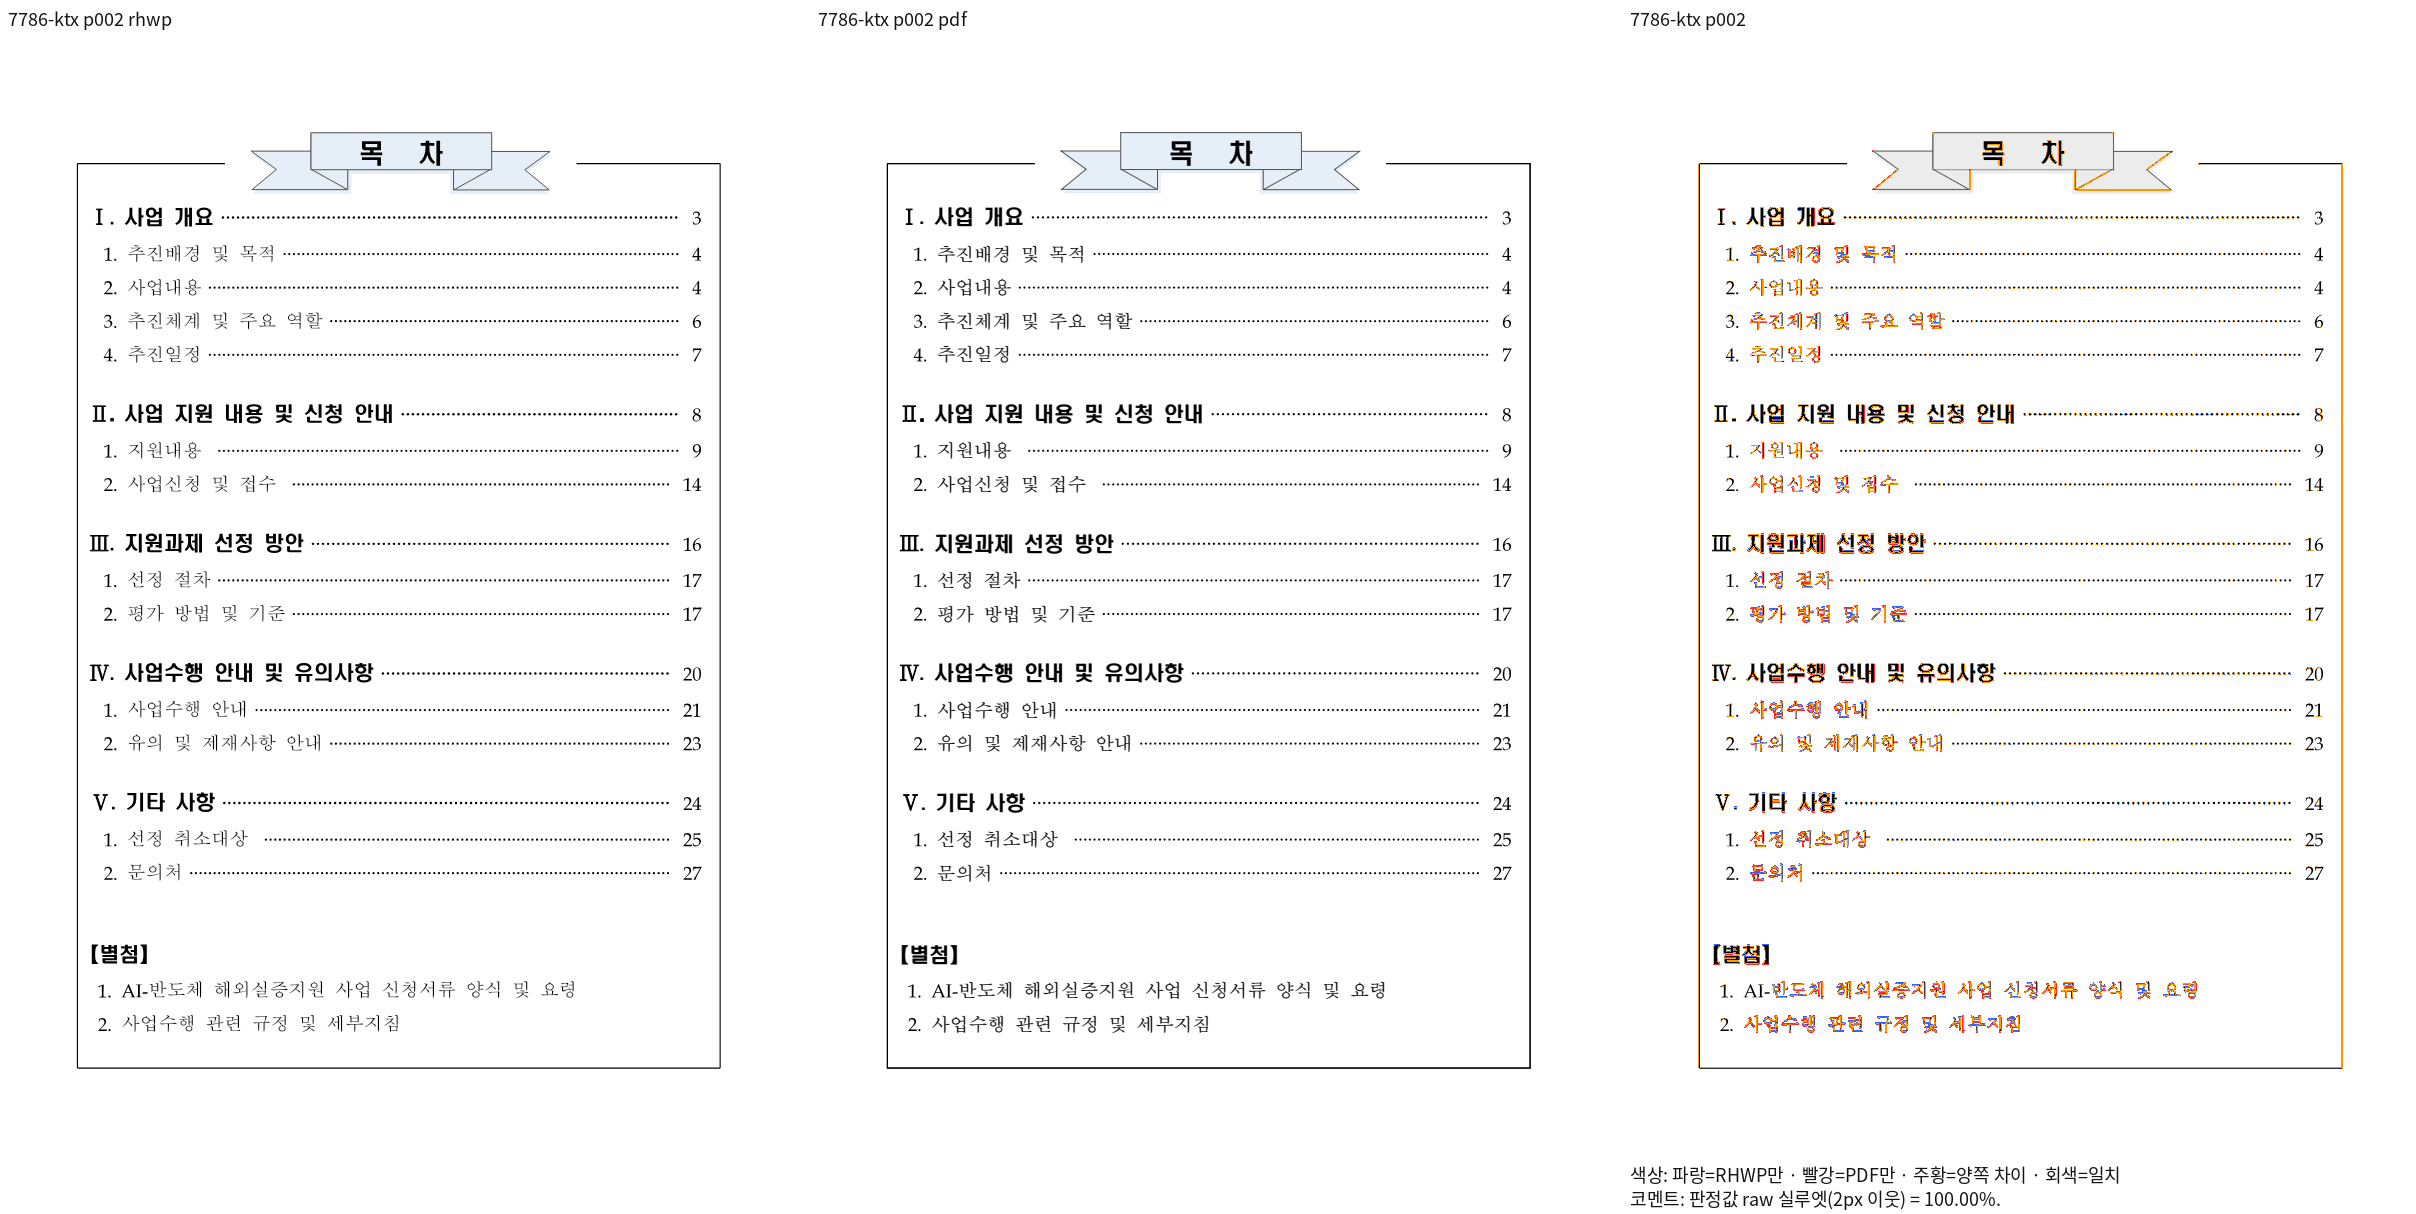 7786-ktx p002 rhwp
목 차
Ⅰ. 사업 개요 3
1. 추진배경 및 목적 4
2. 사업내용 4
3. 추진체계 및 주요 역할 6
4. 추진일정 7
Ⅱ. 사업 지원 내용 및 신청 안내 8
1. 지원내용 9
2. 사업신청 및 접수 14
Ⅲ. 지원과제 선정 방안 16
1. 선정 절차 17
2. 평가 방법 및 기준 17
Ⅳ. 사업수행 안내 및 유의사항 20
1. 사업수행 안내 21
2. 유의 및 제재사항 안내 23
Ⅴ. 기타 사항 24
1. 선정 취소대상 25
2. 문의처 27
【별첨】
1. AI-반도체 해외실증지원 사업 신청서류 양식 및 요령
2. 사업수행 관련 규정 및 세부지침
7786-ktx p002 pdf
목 차
Ⅰ. 사업 개요 3
1. 추진배경 및 목적 4
2. 사업내용 4
3. 추진체계 및 주요 역할 6
4. 추진일정 7
Ⅱ. 사업 지원 내용 및 신청 안내 8
1. 지원내용 9
2. 사업신청 및 접수 14
Ⅲ. 지원과제 선정 방안 16
1. 선정 절차 17
2. 평가 방법 및 기준 17
Ⅳ. 사업수행 안내 및 유의사항 20
1. 사업수행 안내 21
2. 유의 및 제재사항 안내 23
Ⅴ. 기타 사항 24
1. 선정 취소대상 25
2. 문의처 27
【별첨】
1. AI-반도체 해외실증지원 사업 신청서류 양식 및 요령
2. 사업수행 관련 규정 및 세부지침
7786-ktx p002
목 차
Ⅰ. 사업 개요 3
1. 추진배경 및 목적 4
2. 사업내용 4
3. 추진체계 및 주요 역할 6
4. 추진일정 7
Ⅱ. 사업 지원 내용 및 신청 안내 8
1. 지원내용 9
2. 사업신청 및 접수 14
Ⅲ. 지원과제 선정 방안 16
1. 선정 절차 17
2. 평가 방법 및 기준 17
Ⅳ. 사업수행 안내 및 유의사항 20
1. 사업수행 안내 21
2. 유의 및 제재사항 안내 23
Ⅴ. 기타 사항 24
1. 선정 취소대상 25
2. 문의처 27
【별첨】
1. AI-반도체 해외실증지원 사업 신청서류 양식 및 요령
2. 사업수행 관련 규정 및 세부지침
색상: 파랑=RHWP만 · 빨강=PDF만 · 주황=양쪽 차이 · 회색=일치
코멘트: 판정값 raw 실루엣(2px 이웃) = 100.00%.